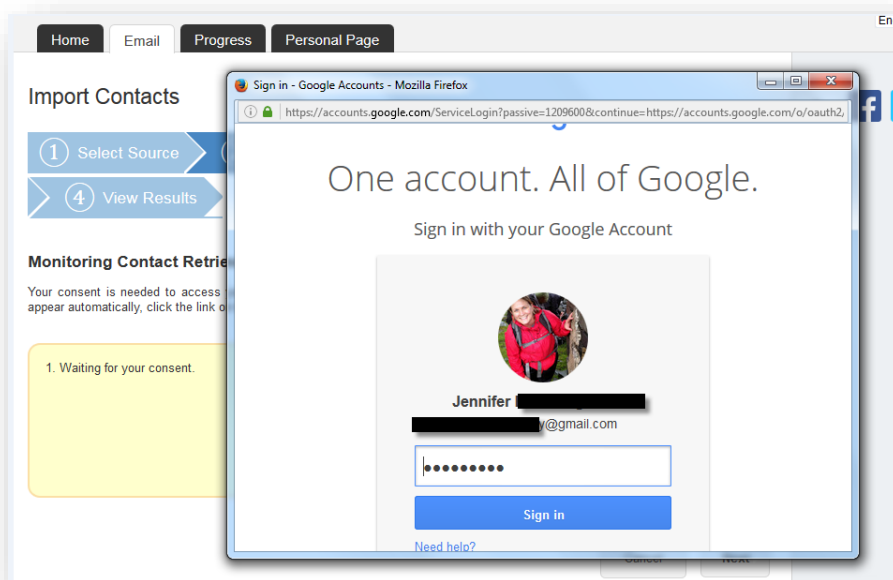 En
Home Email Progress Personal Page
Import Contacts
1 Select Source
4 View Results
Monitoring Contact Retrie
Your consent is needed to access
appear automatically, click the link o
1. Waiting for your consent.
Sign in - Google Accounts - Mozilla Firefox
https://accounts.google.com/ServiceLogin?passive=1209600&continue=https://accounts.google.com/o/oauth2/
One account. All of Google.
Sign in with your Google Account
Jennifer
y@gmail.com
Sign in
Need help?
Cancel Next